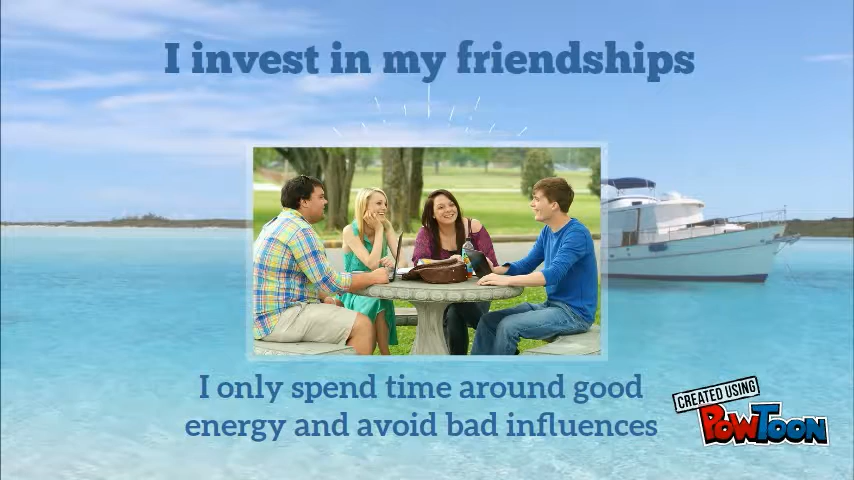 I invest in my friendships
I only spend time around good
energy and avoid bad influences
CREATED USING
POWTOON